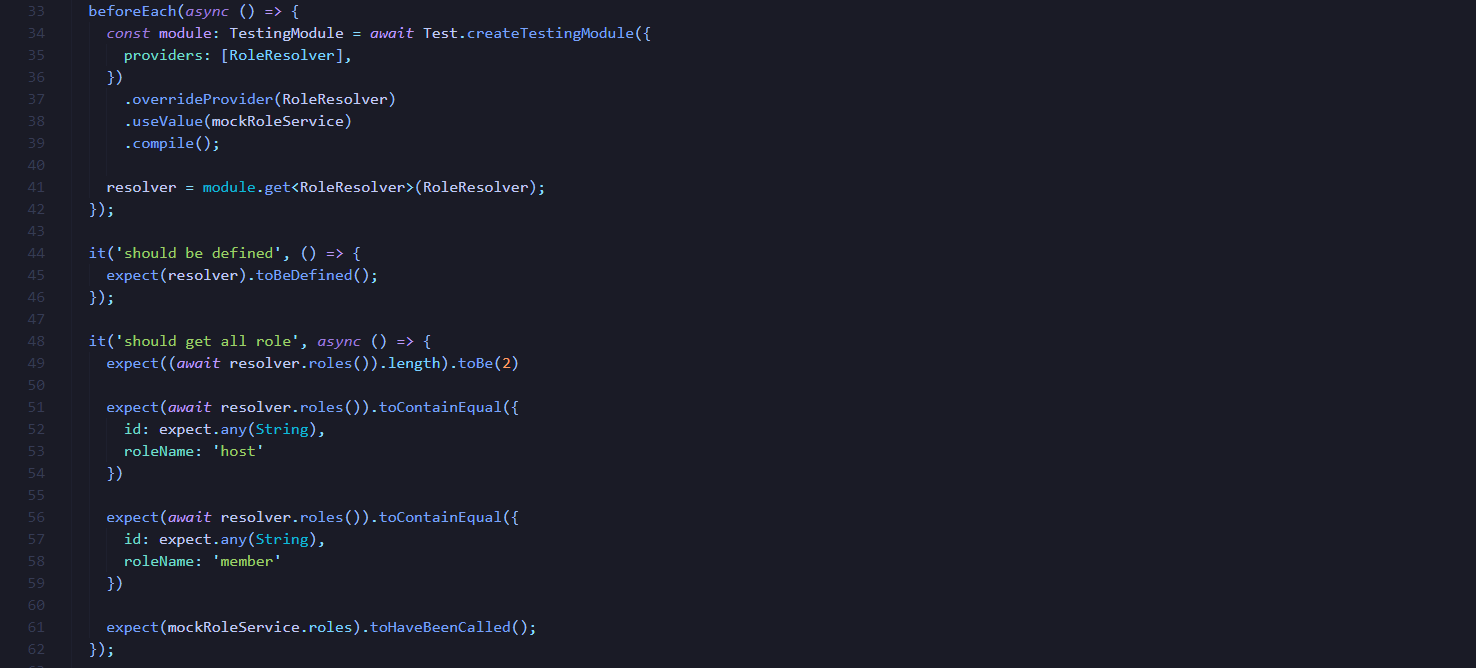 33 beforeEach(async () => {
34 const module: TestingModule = await Test.createTestingModule({
35 providers: [RoleResolver],
36 })
37 .overrideProvider(RoleResolver)
38 .useValue(mockRoleService)
39 .compile();
40
41 resolver = module.get<RoleResolver>(RoleResolver);
42 });
43
44 it('should be defined', () => {
45 expect(resolver).toBeDefined();
46 });
47
48 it('should get all role', async () => {
49 expect((await resolver.roles()).length).toBe(2)
50
51 expect(await resolver.roles()).toContainEqual({
52 id: expect.any(String),
53 roleName: 'host'
54 })
55
56 expect(await resolver.roles()).toContainEqual({
57 id: expect.any(String),
58 roleName: 'member'
59 })
60
61 expect(mockRoleService.roles).toHaveBeenCalled();
62 });